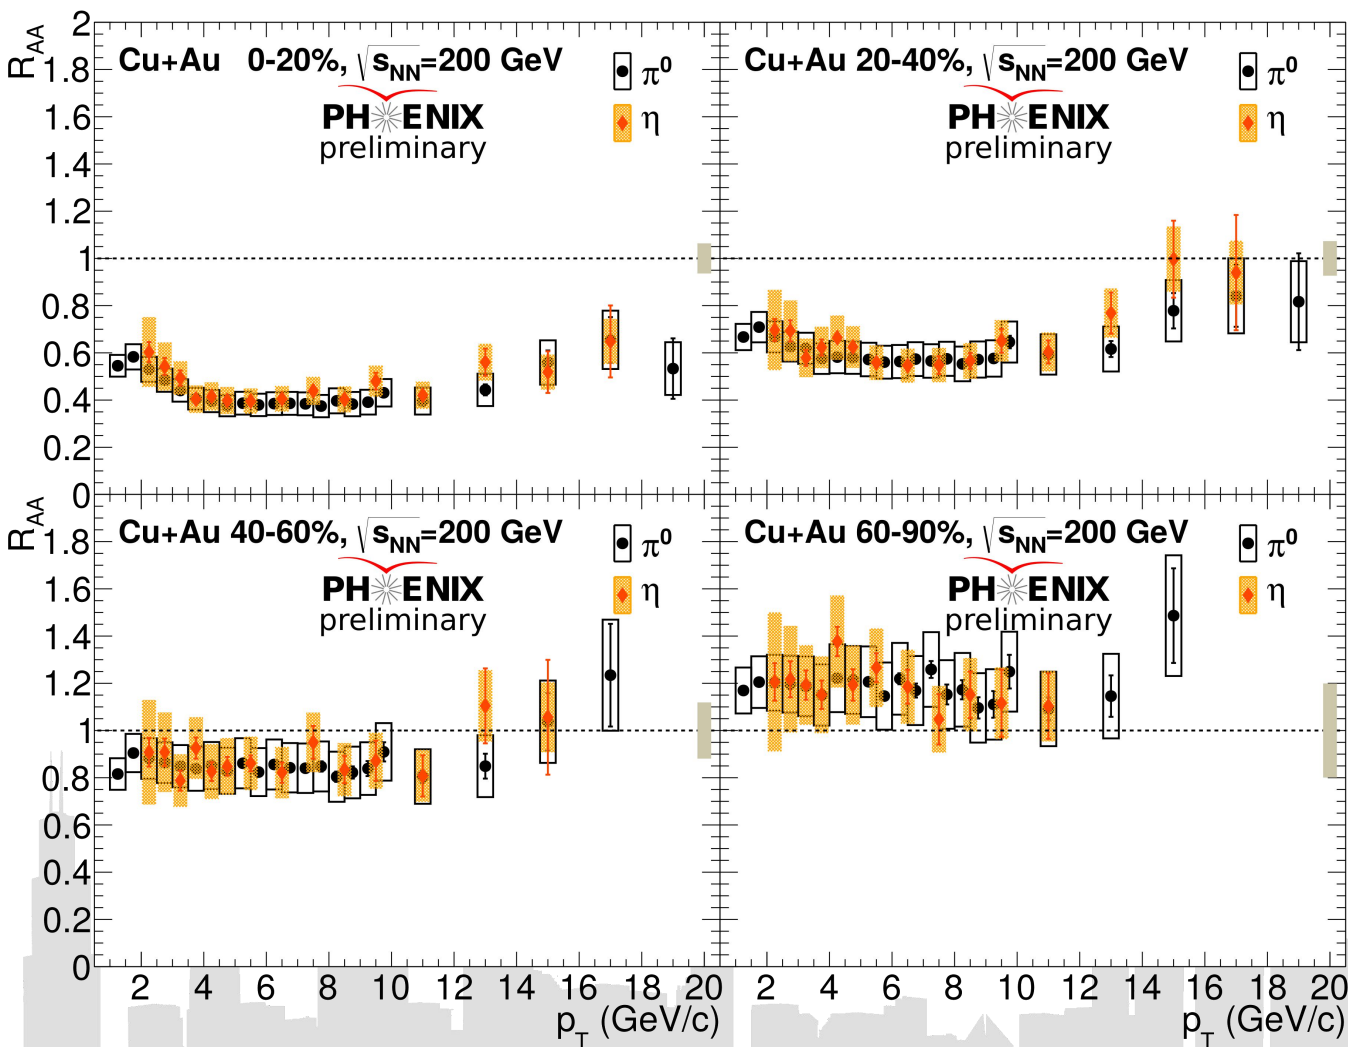 R_AA
2
1.8
1.6
1.4
1.2
1
0.8
0.6
0.4
0.2
0
Cu+Au 0-20%, √s_NN=200 GeV
PHENIX
preliminary
π⁰
η
Cu+Au 20-40%, √s_NN=200 GeV
PHENIX
preliminary
π⁰
η
R_AA
1.8
1.6
1.4
1.2
1
0.8
0.6
0.4
0.2
0
Cu+Au 40-60%, √s_NN=200 GeV
PHENIX
preliminary
π⁰
η
Cu+Au 60-90%, √s_NN=200 GeV
PHENIX
preliminary
π⁰
η
2 4 6 8 10 12 14 16 18
p_T (GeV/c)
2 4 6 8 10 12 14 16 18 20
p_T (GeV/c)